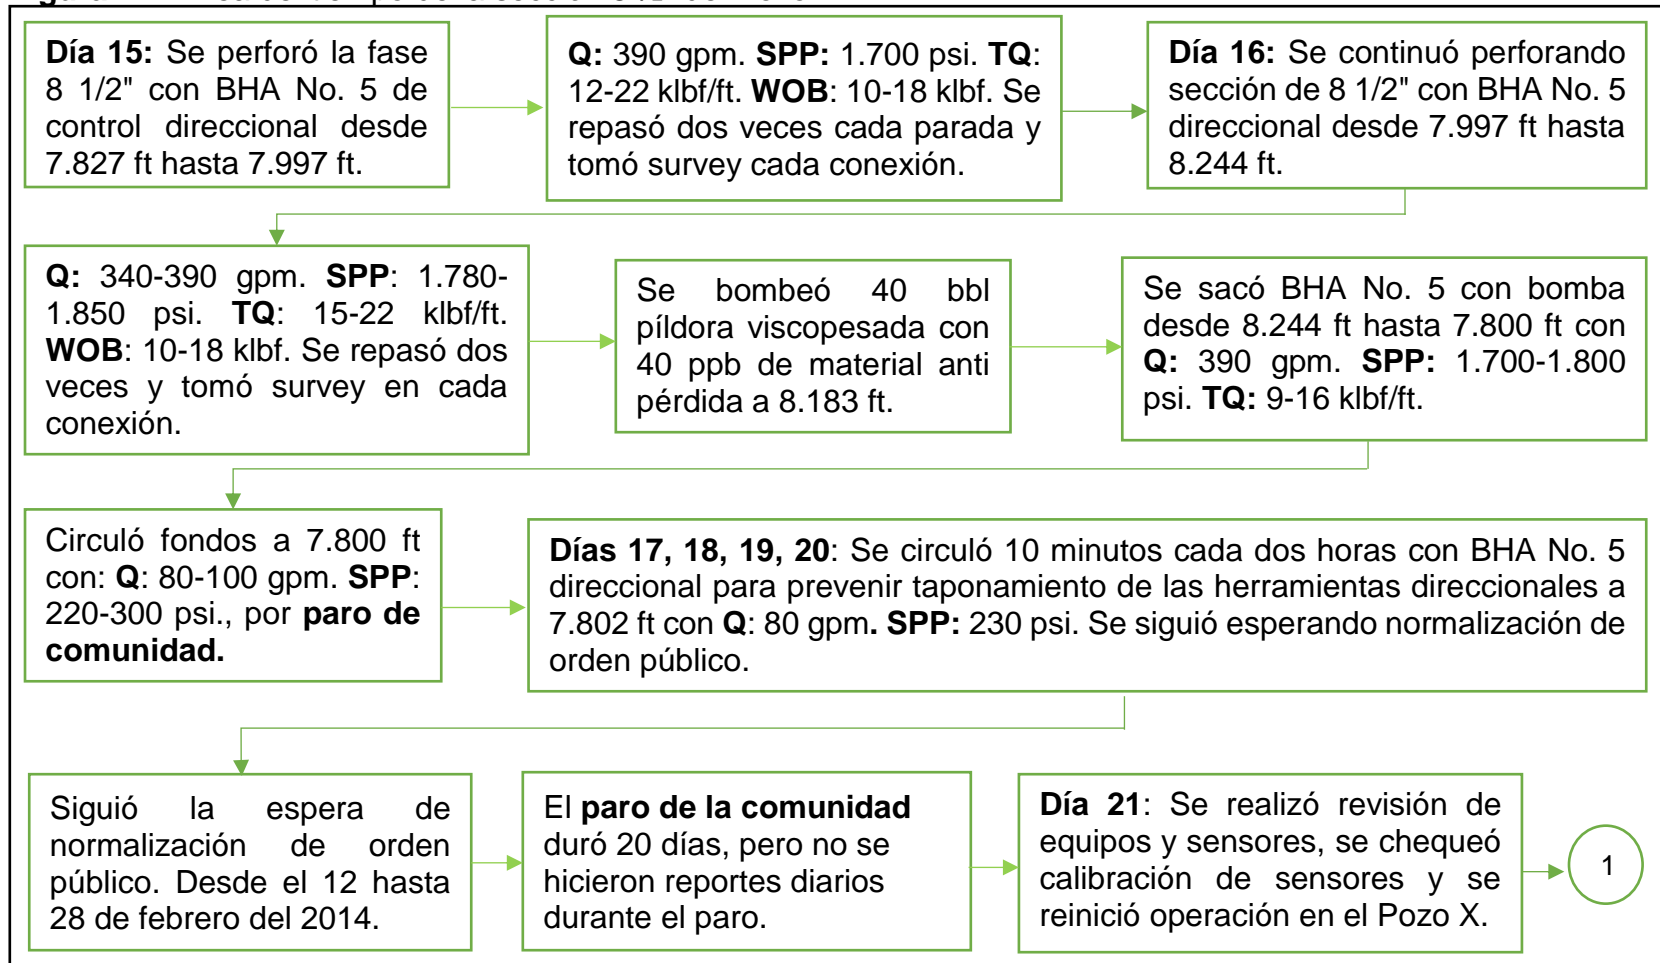 Día 15: Se perforó la fase
8 1/2" con BHA No. 5 de
control direccional desde
7.827 ft hasta 7.997 ft.
Q: 390 gpm. SPP: 1.700 psi. TQ:
12-22 klbf/ft. WOB: 10-18 klbf. Se
repasó dos veces cada parada y
tomó survey cada conexión.
Día 16: Se continuó perforando
sección de 8 1/2" con BHA No. 5
direccional desde 7.997 ft hasta
8.244 ft.
Q: 340-390 gpm. SPP: 1.780-
1.850 psi. TQ: 15-22 klbf/ft.
WOB: 10-18 klbf. Se repasó dos
veces y tomó survey en cada
conexión.
Se bombeó 40 bbl
píldora viscopesada con
40 ppb de material anti
pérdida a 8.183 ft.
Se sacó BHA No. 5 con bomba
desde 8.244 ft hasta 7.800 ft con
Q: 390 gpm. SPP: 1.700-1.800
psi. TQ: 9-16 klbf/ft.
Circuló fondos a 7.800 ft
con: Q: 80-100 gpm. SPP:
220-300 psi., por paro de
comunidad.
Días 17, 18, 19, 20: Se circuló 10 minutos cada dos horas con BHA No. 5
direccional para prevenir taponamiento de las herramientas direccionales a
7.802 ft con Q: 80 gpm. SPP: 230 psi. Se siguió esperando normalización de
orden público.
Siguió la espera de
normalización de orden
público. Desde el 12 hasta
28 de febrero del 2014.
El paro de la comunidad
duró 20 días, pero no se
hicieron reportes diarios
durante el paro.
Día 21: Se realizó revisión de
equipos y sensores, se chequeó
calibración de sensores y se
reinició operación en el Pozo X.
1